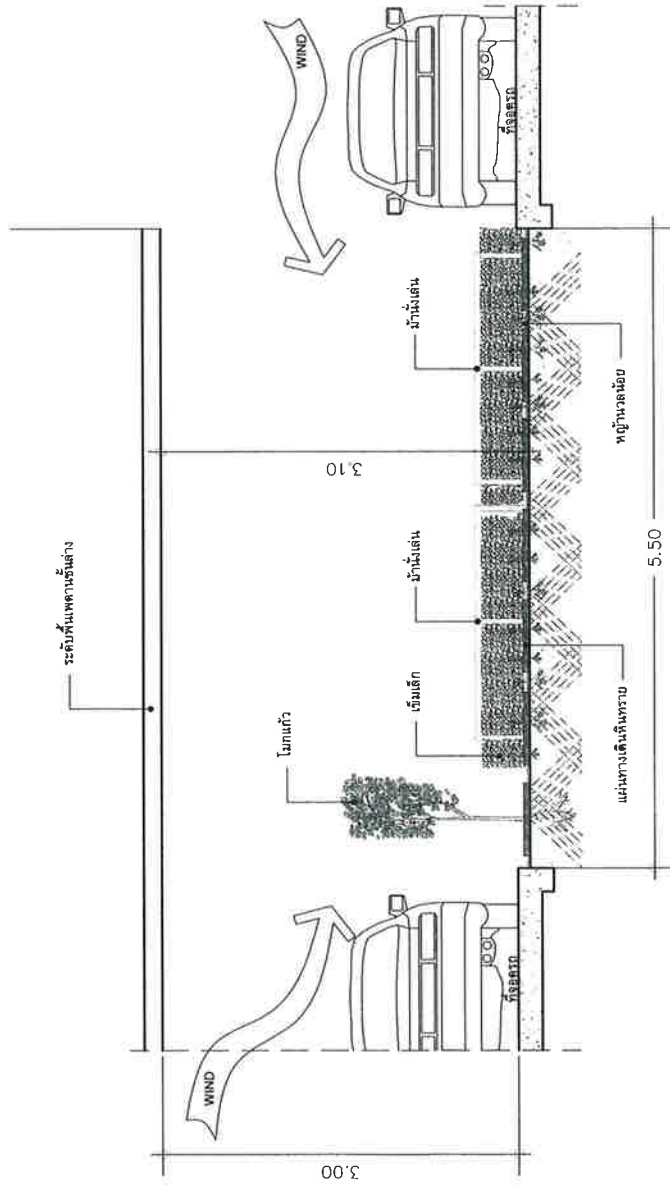 ระดับพื้นเพดานชั้นล่าง
WIND
WIND
โมกแก้ว
3.00
3.10
เข็มเล็ก
ม้านั่งเล่น
ม้านั่งเล่น
ที่จอดรถ
ที่จอดรถ
แผ่นทางเดินหินทราย
หญ้านวลน้อย
5.50